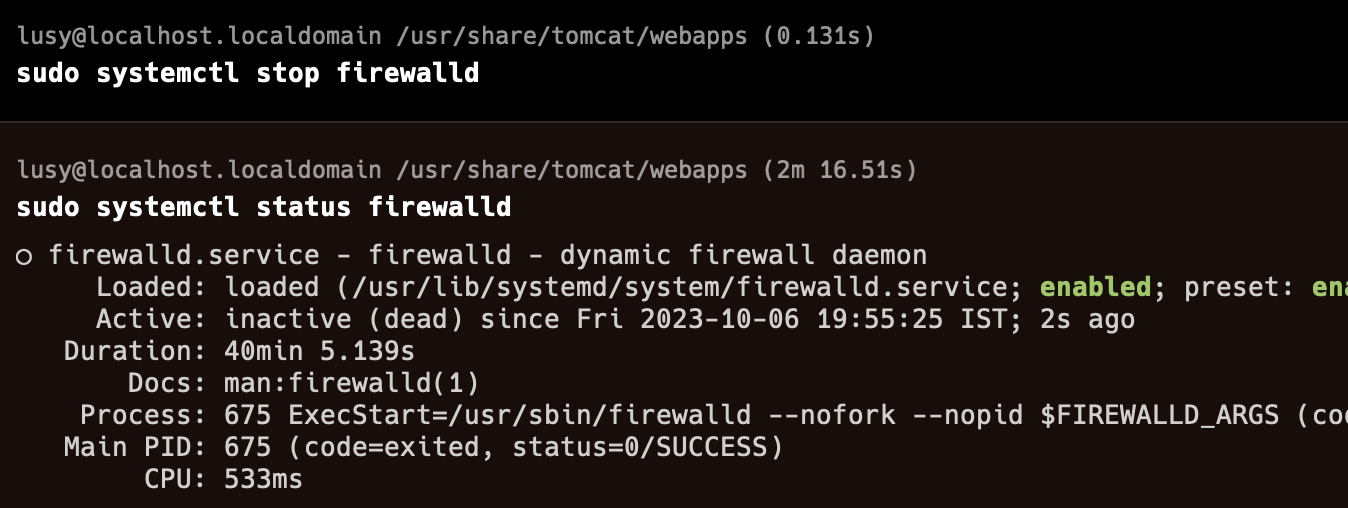 lusy@localhost.localdomain /usr/share/tomcat/webapps (0.131s)
sudo systemctl stop firewalld
lusy@localhost.localdomain /usr/share/tomcat/webapps (2m 16.51s)
sudo systemctl status firewalld
○ firewalld.service - firewalld - dynamic firewall daemon
Loaded: loaded (/usr/lib/systemd/system/firewalld.service; enabled; preset: ena
Active: inactive (dead) since Fri 2023-10-06 19:55:25 IST; 2s ago
Duration: 40min 5.139s
Docs: man:firewalld(1)
Process: 675 ExecStart=/usr/sbin/firewalld --nofork --nopid $FIREWALLD_ARGS (cod
Main PID: 675 (code=exited, status=0/SUCCESS)
CPU: 533ms